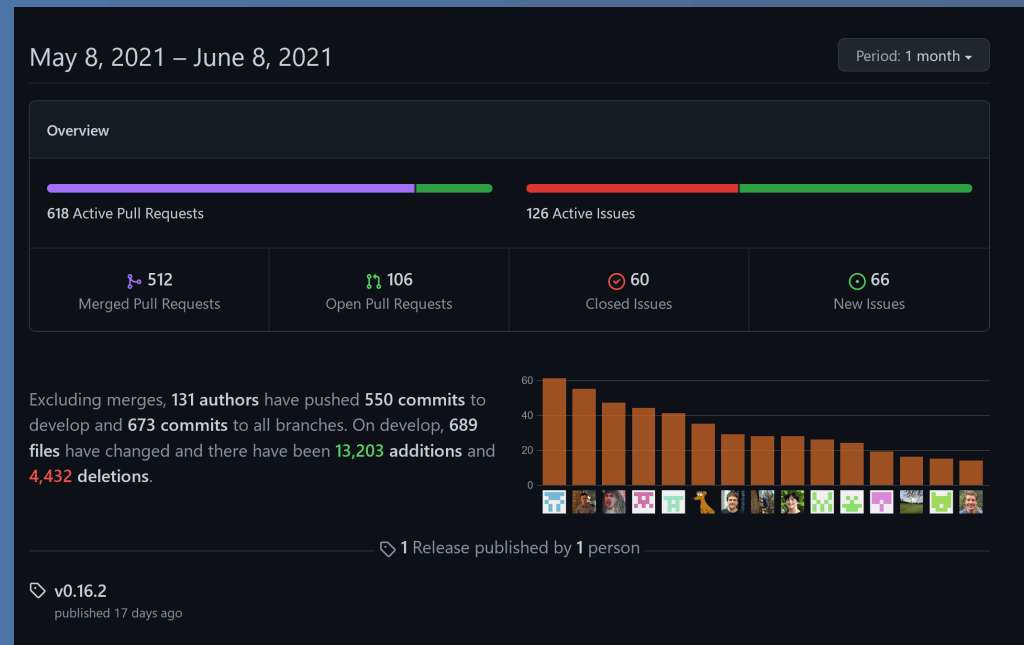 May 8, 2021 – June 8, 2021
Period: 1 month
Overview
618 Active Pull Requests
126 Active Issues
512
Merged Pull Requests
106
Open Pull Requests
60
Closed Issues
66
New Issues
Excluding merges, 131 authors have pushed 550 commits to
develop and 673 commits to all branches. On develop, 689
files have changed and there have been 13,203 additions and
4,432 deletions.
60
40
20
0
1 Release published by 1 person
v0.16.2
published 17 days ago